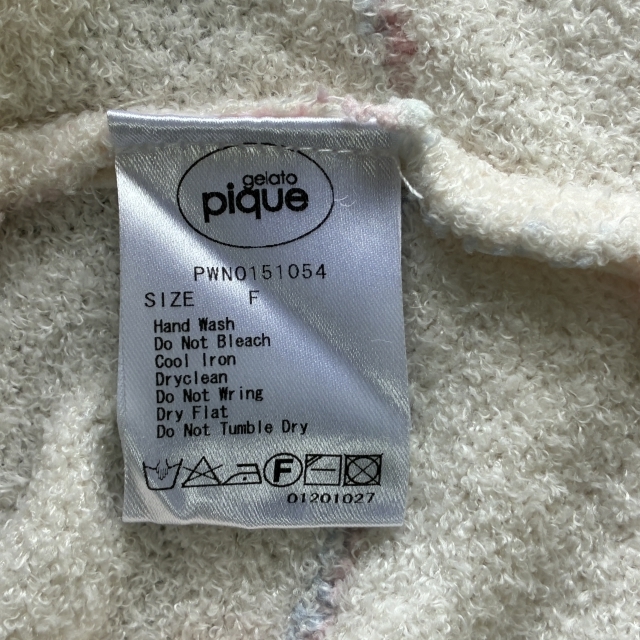 gelato
pique
PWNO151054
SIZE F
Hand Wash
Do Not Bleach
Cool Iron
Dryclean
Do Not Wring
Dry Flat
Do Not Tumble Dry
F
01201027